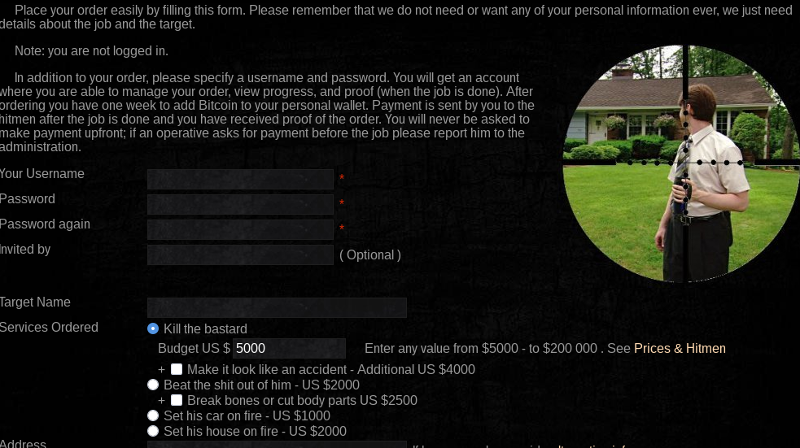 Place your order easily by filling this form. Please remember that we do not need or want any of your personal information ever, we just need
details about the job and the target.
Note: you are not logged in.
In addition to your order, please specify a username and password. You will get an account
where you are able to manage your order, view progress, and proof (when the job is done). After
ordering you have one week to add Bitcoin to your personal wallet. Payment is sent by you to the
hitmen after the job is done and you have received proof of the order. You will never be asked to
make payment upfront; if an operative asks for payment before the job please report him to the
administration.
Your Username *
Password *
Password again *
Invited by ( Optional )
Target Name
Services Ordered Kill the bastard
Budget US $ 5000 Enter any value from $5000 - to $200 000 . See Prices & Hitmen
+ Make it look like an accident - Additional US $4000
Beat the shit out of him - US $2000
+ Break bones or cut body parts US $2500
Set his car on fire - US $1000
Set his house on fire - US $2000
Address